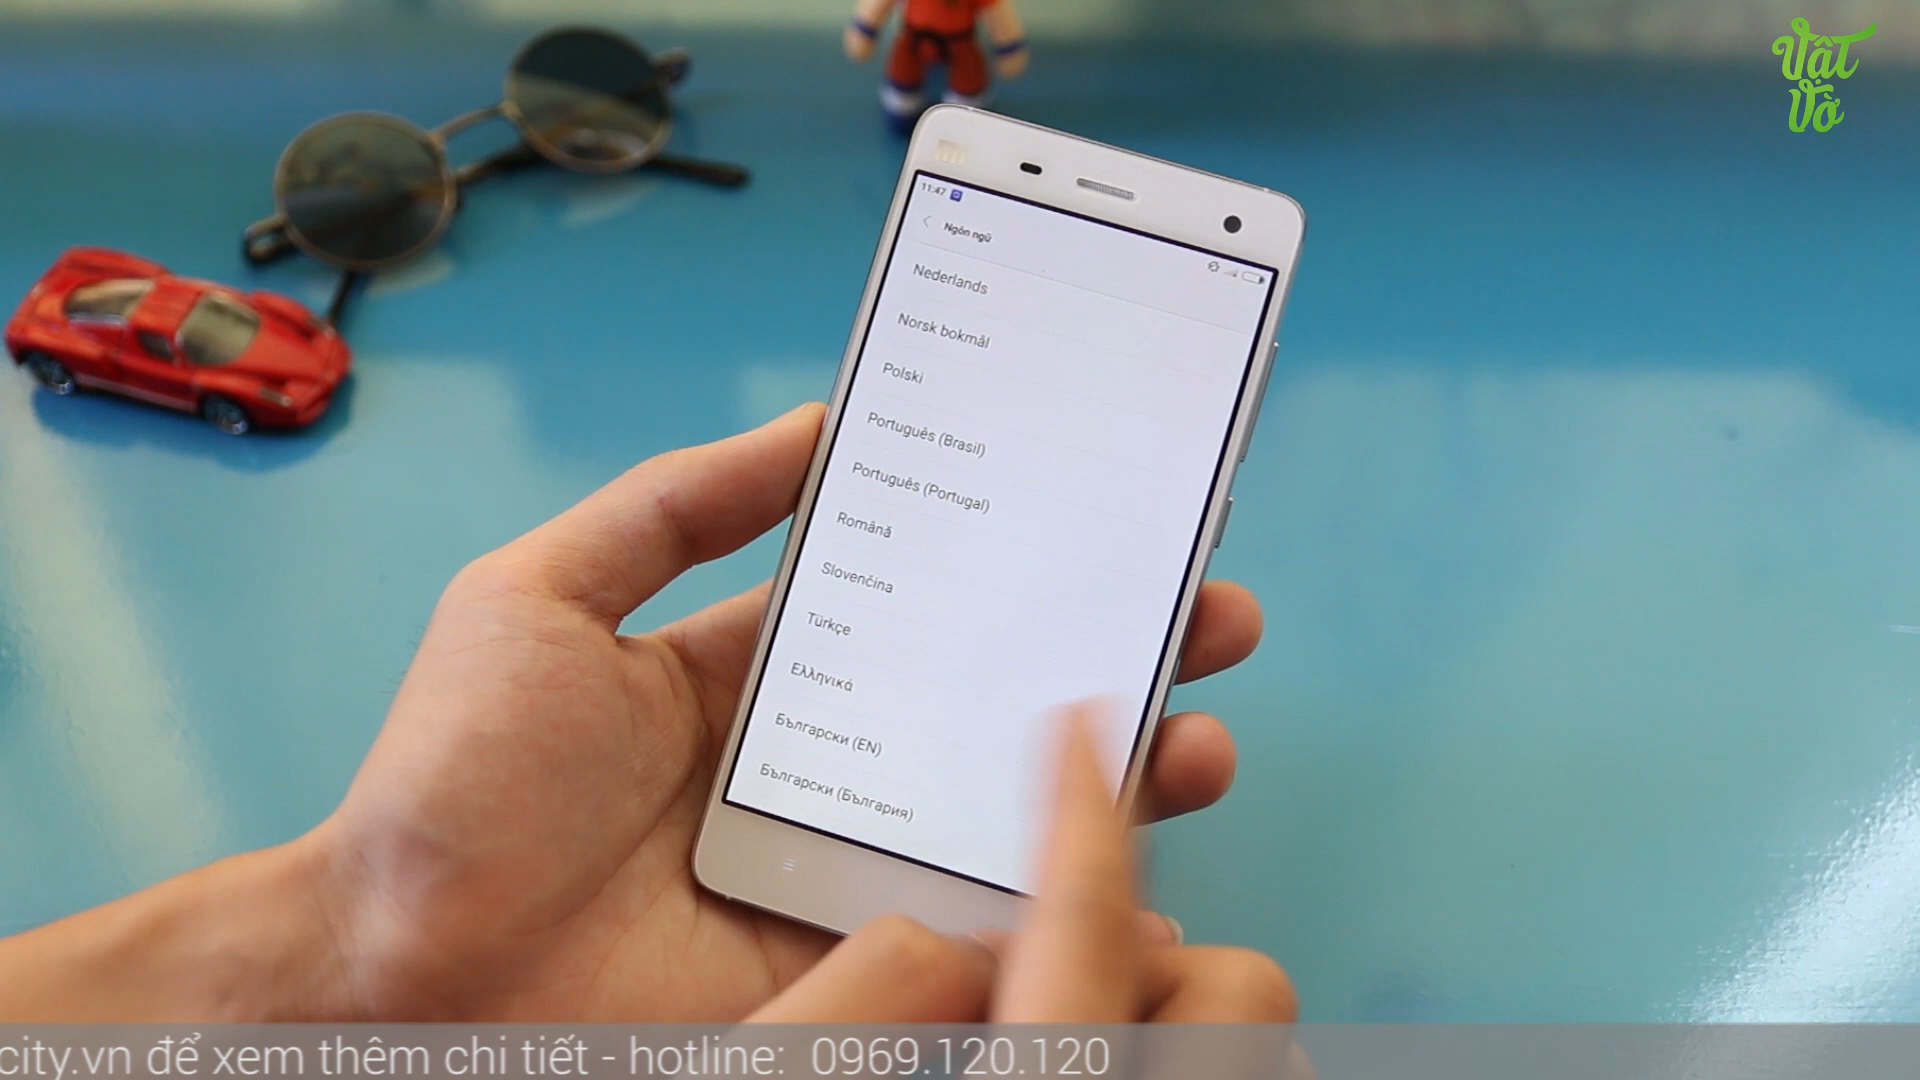 Vật
Vờ
mi
11:47
Ngôn ngữ
Nederlands
Norsk bokmål
Polski
Português (Brasil)
Português (Portugal)
Română
Slovenčina
Türkçe
Ελληνικά
Български (EN)
Български (България)
city.vn để xem thêm chi tiết - hotline: 0969.120.120